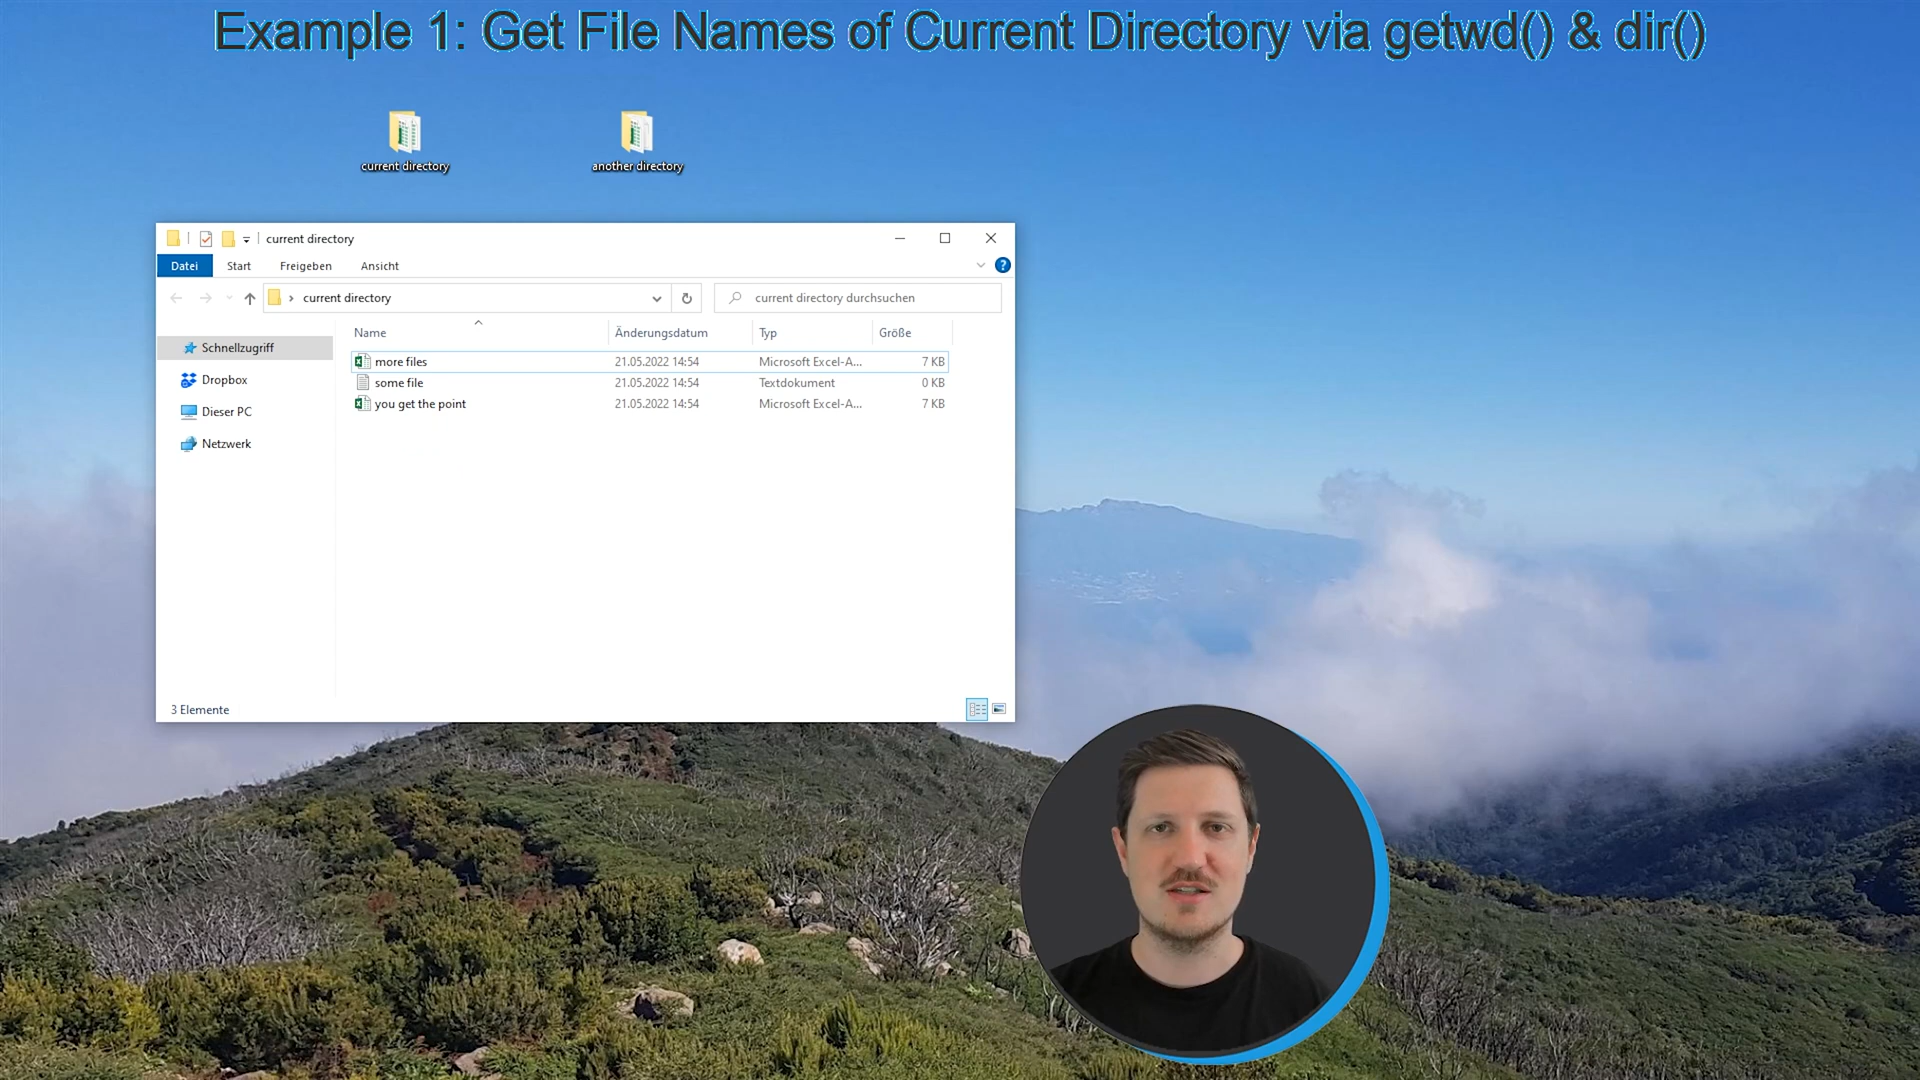 Example 1: Get File Names of Current Directory via getwd() & dir()
current directory
another directory
current directory
Datei Start Freigeben Ansicht
current directory
current directory durchsuchen
Name Änderungsdatum Typ Größe
Schnellzugriff
Dropbox
Dieser PC
Netzwerk
more files 21.05.2022 14:54 Microsoft Excel-A... 7 KB
some file 21.05.2022 14:54 Textdokument 0 KB
you get the point 21.05.2022 14:54 Microsoft Excel-A... 7 KB
3 Elemente